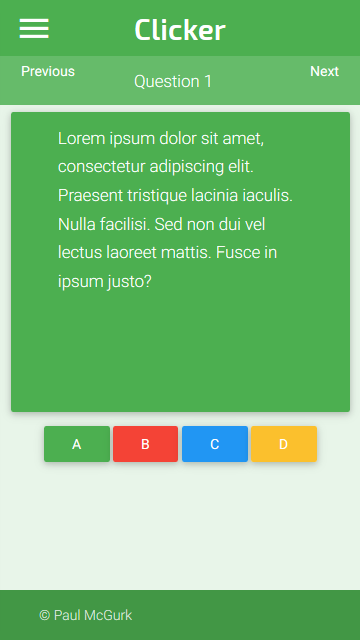 Clicker
Previous
Question 1
Next
Lorem ipsum dolor sit amet,
consectetur adipiscing elit.
Praesent tristique lacinia iaculis.
Nulla facilisi. Sed non dui vel
lectus laoreet mattis. Fusce in
ipsum justo?
A
B
C
D
© Paul McGurk